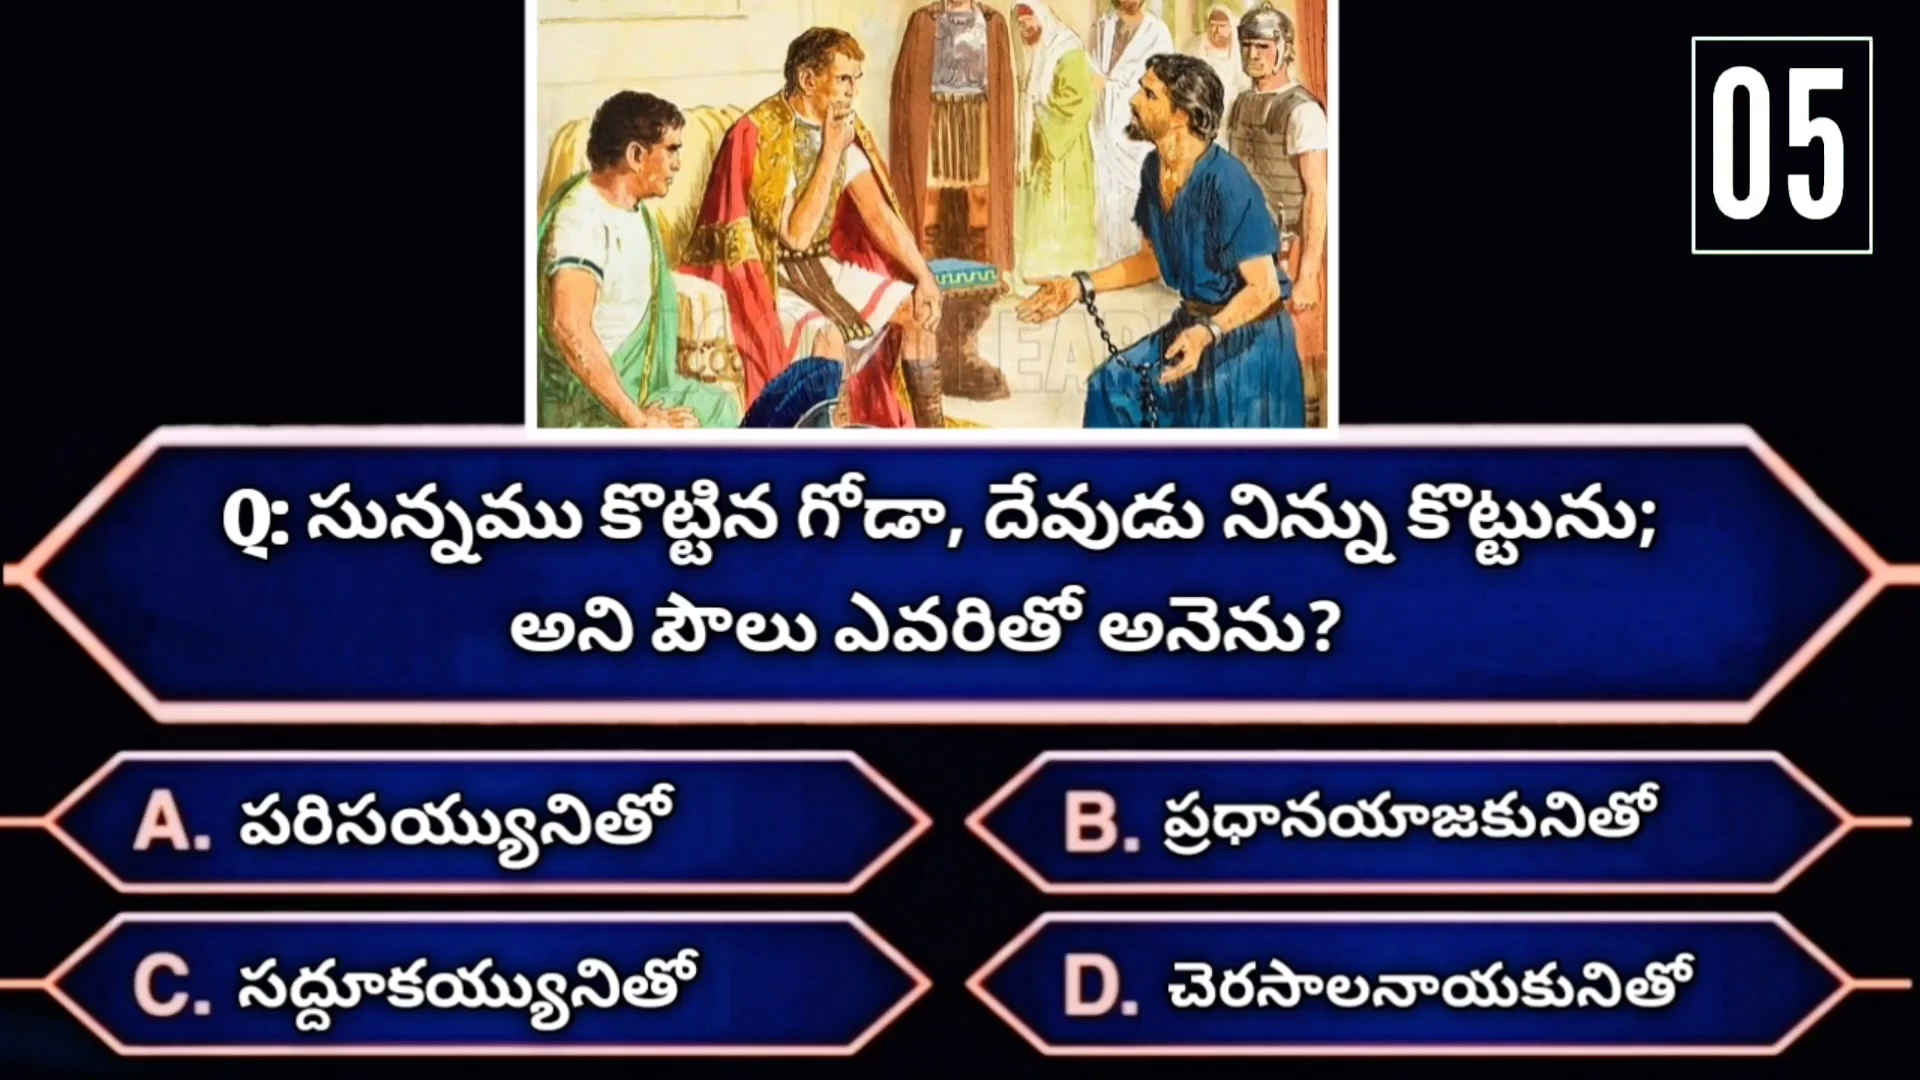 05
Q: సున్నము కొట్టిన గోడా, దేవుడు నిన్ను కొట్టును;
అని పౌలు ఎవరితో అనెను?
A. పరిసయ్యునితో
B. ప్రధానయాజకునితో
C. సద్దూకయ్యునితో
D. చెరసాలనాయకునితో